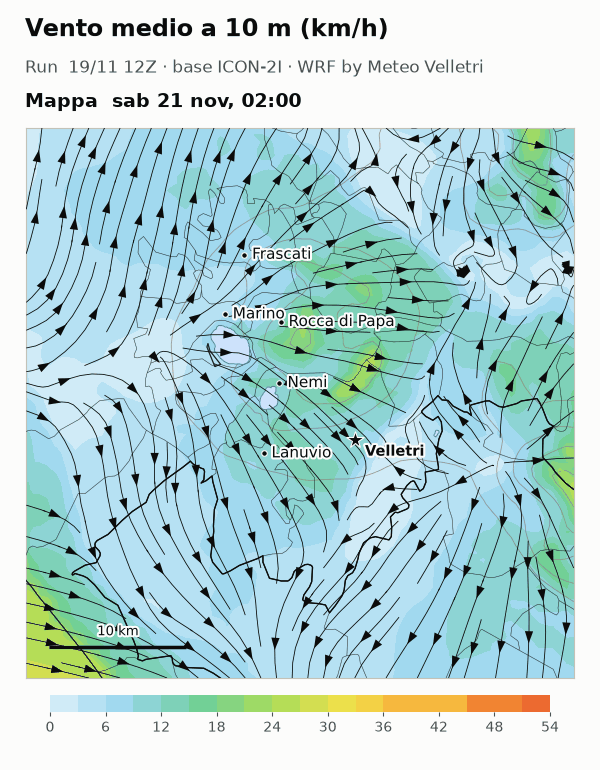 Vento medio a 10 m (km/h)
Run  19/11 12Z · base ICON-2I · WRF by Meteo Velletri
Mappa  sab 21 nov, 02:00
Frascati
Marino
Rocca di Papa
Nemi
Velletri
Lanuvio
10 km
0 6 12 18 24 30 36 42 48 54